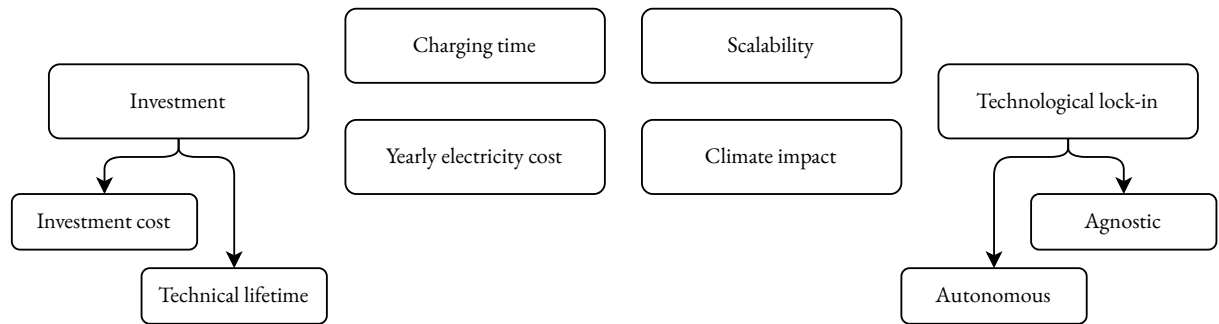 Charging time
Scalability
Investment
Technological lock-in
Yearly electricity cost
Climate impact
Investment cost
Agnostic
Technical lifetime
Autonomous